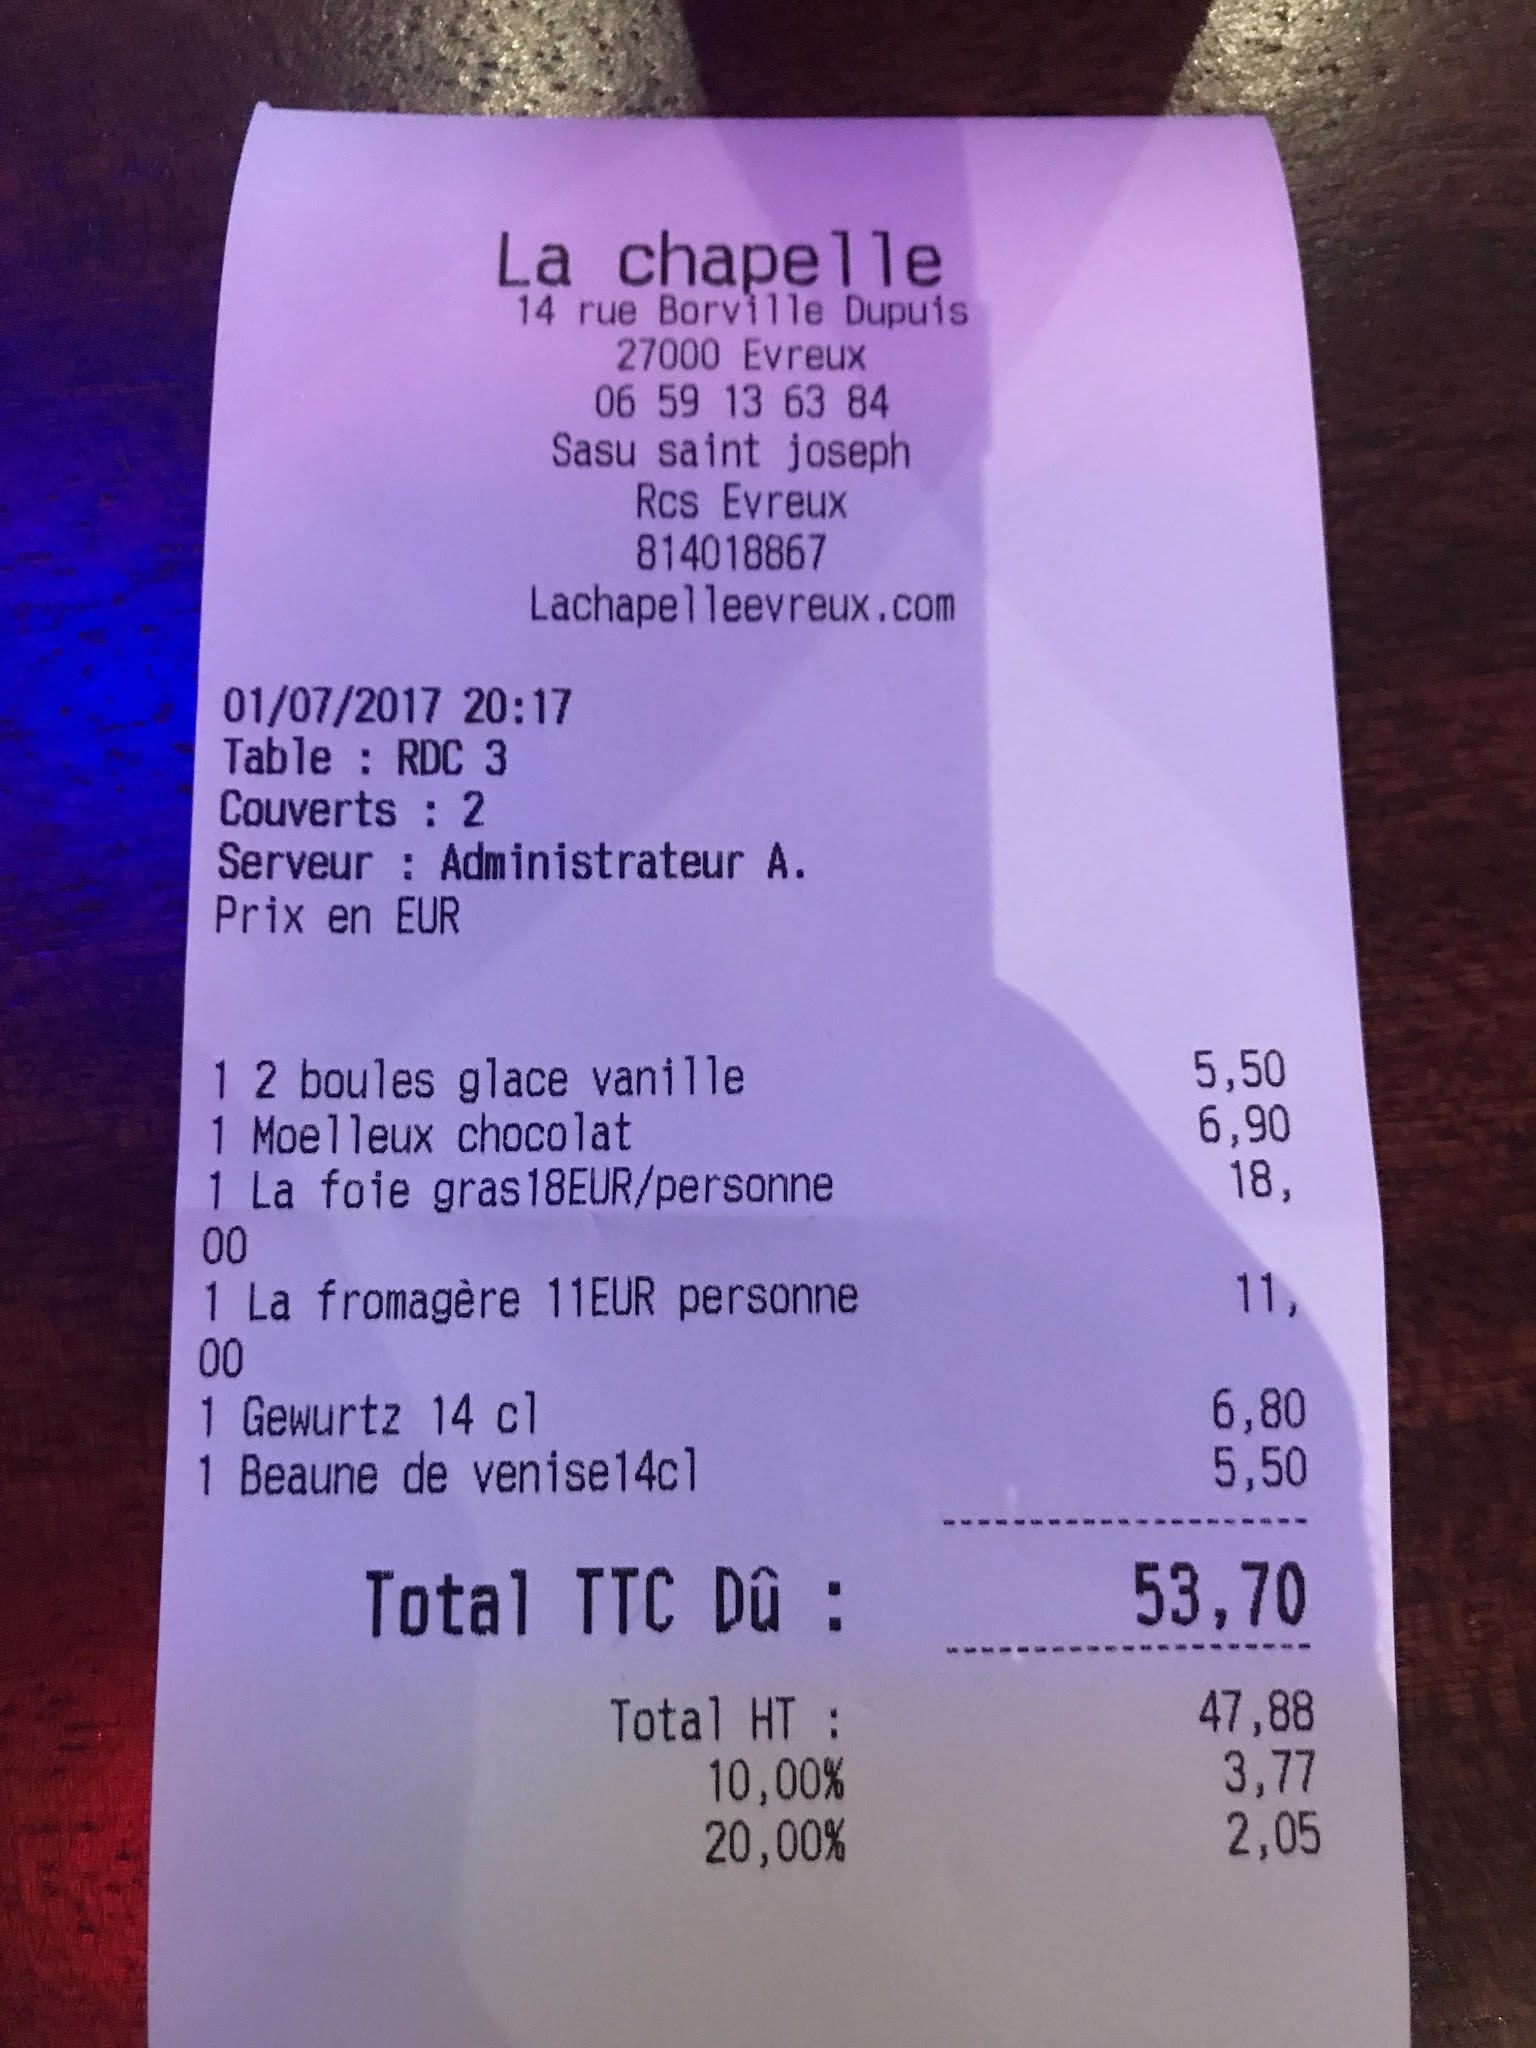 La chapelle
14 rue Borville Dupuis
27000 Evreux
06 59 13 63 84
Sasu saint joseph
Rcs Evreux
814018867
Lachapelleevreux.com
01/07/2017 20:17
Table : RDC 3
Couverts : 2
Serveur : Administrateur A.
Prix en EUR
1 2 boules glace vanille 5,50
1 Moelleux chocolat 6,90
1 La foie gras18EUR/personne 18,
00
1 La fromagère 11EUR personne 11,
00
1 Gewurtz 14 cl 6,80
1 Beaune de venise14cl 5,50
---------------------
Total TTC Dû : 53,70
---------------------
Total HT : 47,88
10,00% 3,77
20,00% 2,05